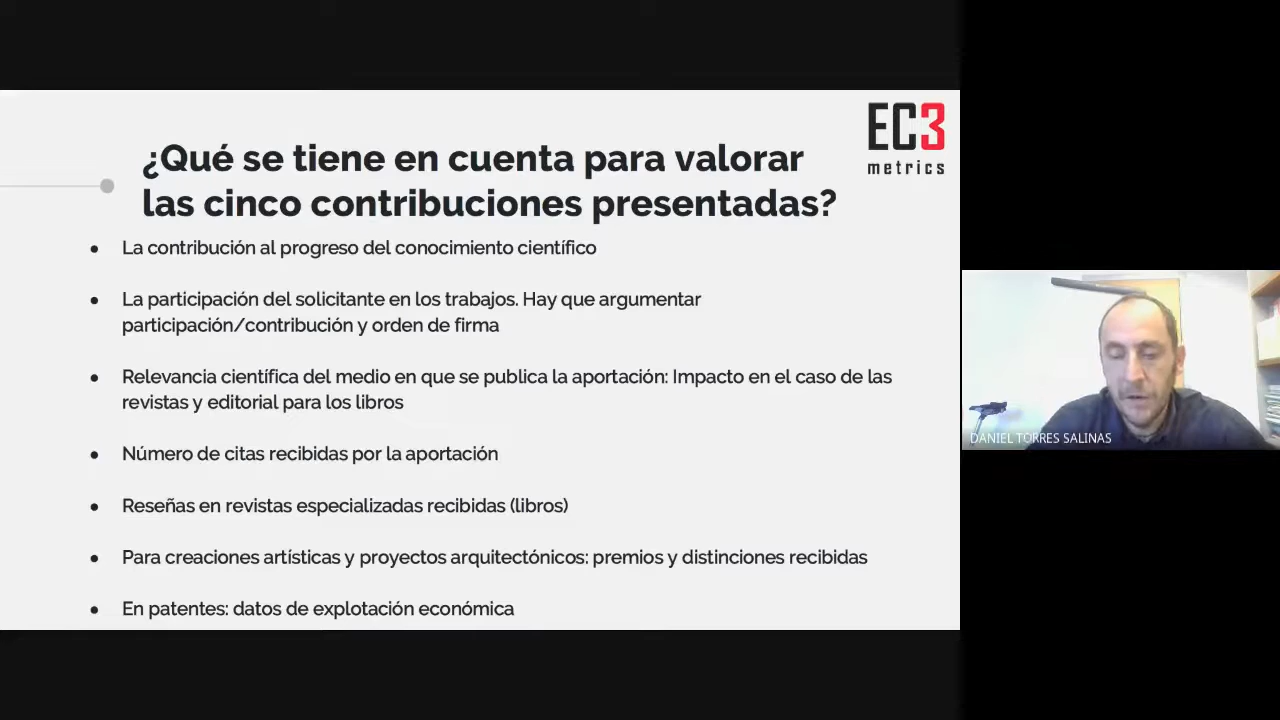 EC3
metrics
¿Qué se tiene en cuenta para valorar
las cinco contribuciones presentadas?
● La contribución al progreso del conocimiento científico
● La participación del solicitante en los trabajos. Hay que argumentar
participación/contribución y orden de firma
● Relevancia científica del medio en que se publica la aportación: Impacto en el caso de las
revistas y editorial para los libros
● Número de citas recibidas por la aportación
● Reseñas en revistas especializadas recibidas (libros)
● Para creaciones artísticas y proyectos arquitectónicos: premios y distinciones recibidas
● En patentes: datos de explotación económica
DANIEL TORRES SALINAS